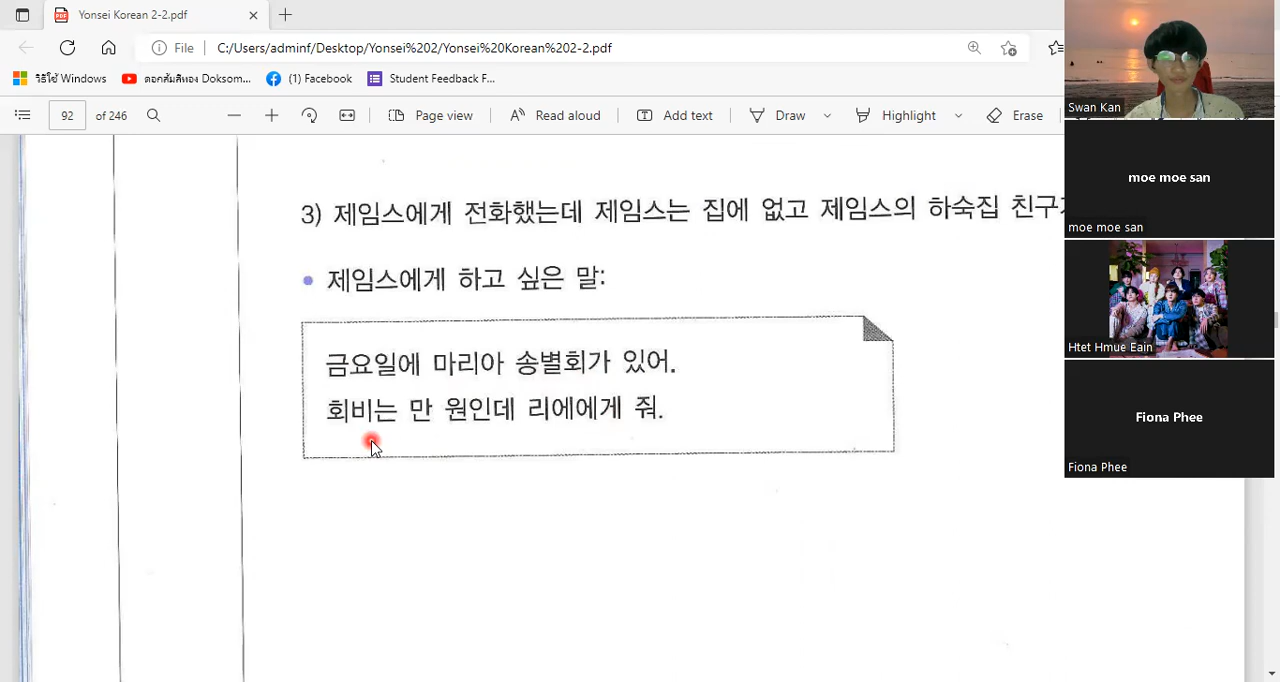 Yonsei Korean 2-2.pdf
File C:/Users/adminf/Desktop/Yonsei%202/Yonsei%20Korean%202-2.pdf
วิธีใช้ Windows ดอกส้มสีทอง Doksom... (1) Facebook Student Feedback F...
92 of 246 Page view Read aloud Add text Draw Highlight Erase
3) 제임스에게 전화했는데 제임스는 집에 없고 제임스의 하숙집 친구
제임스에게 하고 싶은 말:
금요일에 마리아 송별회가 있어.
회비는 만 원인데 리에에게 줘.
Swan Kan
moe moe san
moe moe san
Htet Hmue Eain
Fiona Phee
Fiona Phee